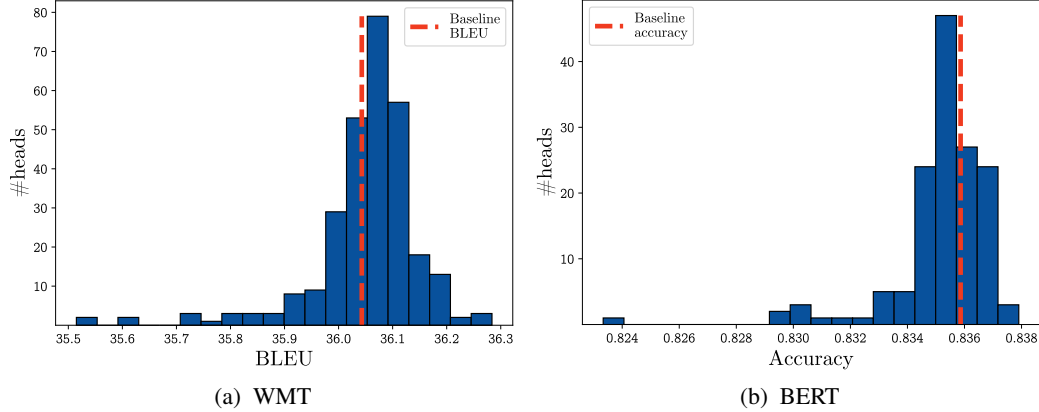 80
70
60
50
40
30
20
10
#heads
35.5 35.6 35.7 35.8 35.9 36.0 36.1 36.2 36.3
BLEU
Baseline
BLEU
(a) WMT
40
30
20
10
#heads
0.824 0.826 0.828 0.830 0.832 0.834 0.836 0.838
Accuracy
Baseline
accuracy
(b) BERT